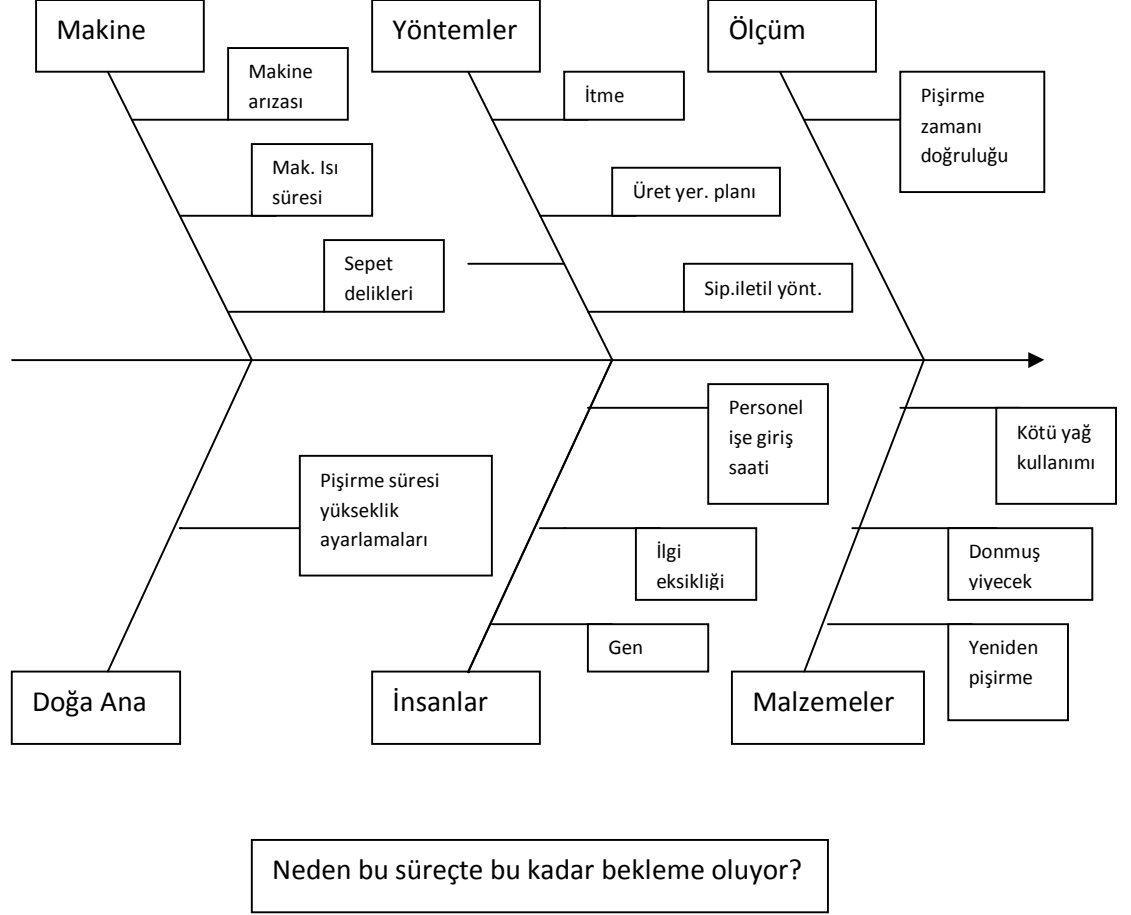 Makine
Yöntemler
Ölçüm
Makine
arızası
İtme
Pişirme
zamanı
doğruluğu
Mak. Isı
süresi
Üret yer. planı
Sepet
delikleri
Sip.iletil yönt.
Personel
işe giriş
saati
Kötü yağ
kullanımı
Pişirme süresi
yükseklik
ayarlamaları
İlgi
eksikliği
Donmuş
yiyecek
Gen
Yeniden
pişirme
Doğa Ana
İnsanlar
Malzemeler
Neden bu süreçte bu kadar bekleme oluyor?